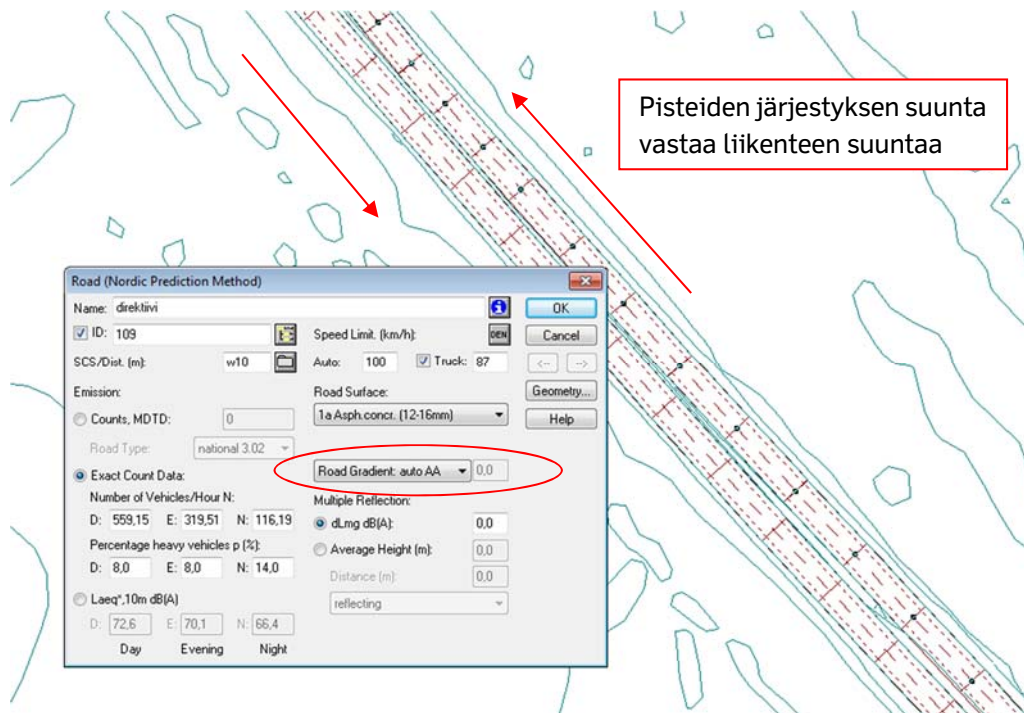 Pisteiden järjestyksen suunta
vastaa liikenteen suuntaa
Road (Nordic Prediction Method)
Name: direktiivi
OK
ID: 109
Speed Limit. (km/h):
DEN
Cancel
SCS/Dist. (m): w10
Auto: 100 Truck: 87
<-- -->
Emission:
Road Surface:
Geometry...
Counts, MDTD: 0
1a Asph.concr. (12-16mm)
Help
Road Type: national 3.02
Exact Count Data:
Road Gradient: auto AA 0,0
Number of Vehicles/Hour N:
Multiple Reflection:
D: 559,15 E: 319,51 N: 116,19
dLmg dB(A): 0,0
Percentage heavy vehicles p (%):
Average Height (m): 0,0
D: 8,0 E: 8,0 N: 14,0
Distance (m): 0,0
Laeq*,10m dB(A)
reflecting
D: 72,6 E: 70,1 N: 66,4
Day Evening Night